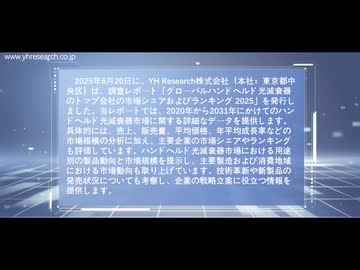 www.yhresearch.co.jp
2025年6月20日に、YH Research株式会社（本社：東京都中
央区）は、調査レポート「グローバルハンドヘルド光減衰器
のトップ会社の市場シェアおよびランキング 2025」を発行し
ました。当レポートでは、2020年から2031年にかけてのハン
ドヘルド光減衰器市場に関する詳細なデータを提供します。
具体的には、売上、販売量、平均価格、年平均成長率などの
市場規模の分析に加え、主要企業の市場シェアやランキング
も評価しています。ハンドヘルド光減衰器市場における用途
別の製品動向と市場規模を提示し、主要製造および消費地域
における市場動向も取り上げています。技術革新や新製品の
発売状況についても考察し、企業の戦略立案に役立つ情報を
提供します。